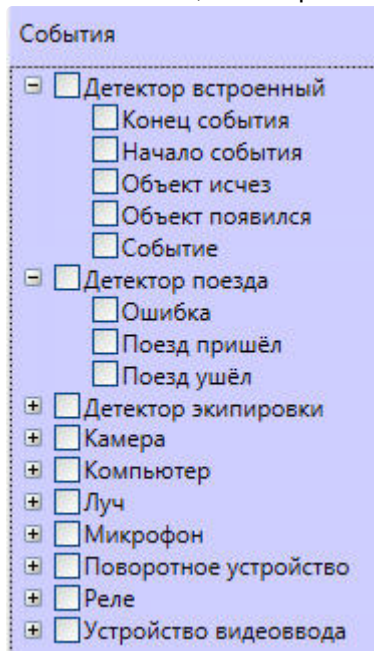 События
Детектор встроенный
Конец события
Начало события
Объект исчез
Объект появился
Событие
Детектор поезда
Ошибка
Поезд пришёл
Поезд ушёл
Детектор экипировки
Камера
Компьютер
Луч
Микрофон
Поворотное устройство
Реле
Устройство видеоввода